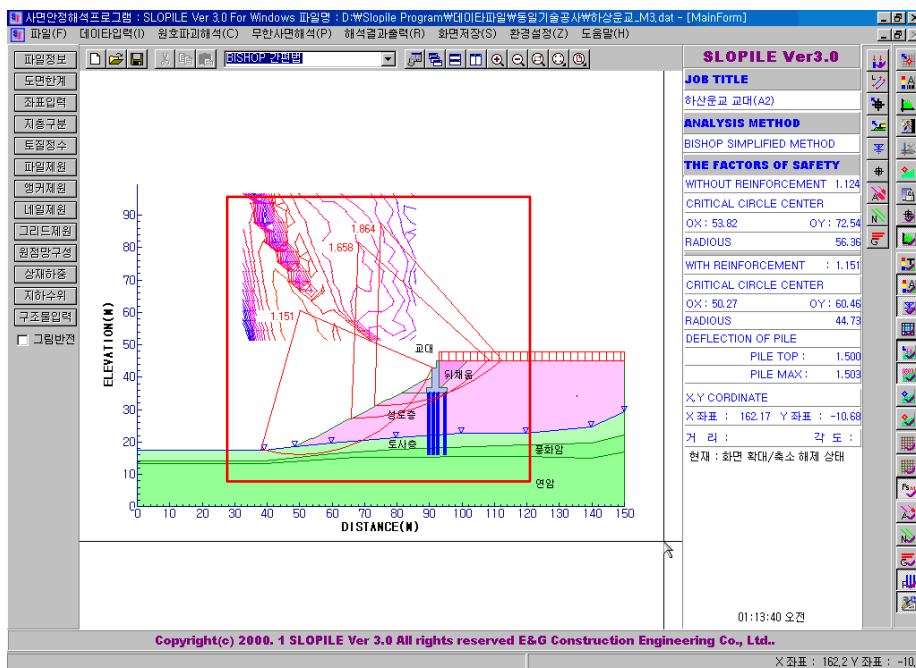 사면안정해석프로그램 : SLOPILE Ver 3.0 For Windows 파일명 : D:₩Slopile Program₩데이타파일₩동일기술공사₩하상운교_M3.dat - [MainForm]
파일(F) 데이타입력(I) 원호파괴해석(C) 무한사면해석(P) 해석결과출력(R) 화면저장(S) 환경설정(Z) 도움말(H)
파일정보
도면한계
좌표입력
지층구분
토질정수
파일제원
앵커제원
네일제원
그리드제원
원점망구성
상재하중
지하수위
구조물입력
그림반전
BISHOP 간편법
ELEVATION(M)
90
80
70
60
50
40
30
20
10
0
1.864
1.658
1.151
교대
뒤채움
성토층
토사층
풍화암
연암
0 10 20 30 40 50 60 70 80 90 100 110 120 130 140 150
DISTANCE(M)
SLOPILE Ver3.0
JOB TITLE
하산운교 교대(A2)
ANALYSIS METHOD
BISHOP SIMPLIFIED METHOD
THE FACTORS OF SAFETY
WITHOUT REINFORCEMENT 1.124
CRITICAL CIRCLE CENTER
OX: 53.82 OY: 72.54
RADIOUS 56.36
WITH REINFORCEMENT : 1.151
CRITICAL CIRCLE CENTER
OX: 50.27 OY: 60.46
RADIOUS 44.73
DEFLECTION OF PILE
PILE TOP : 1.500
PILE MAX : 1.503
X,Y CORDINATE
X 좌표 : 162.17 Y 좌표 : -10.68
거 리 : 각 도 :
현재 : 화면 확대/축소 해제 상태
01:13:40 오전
Copyright(c) 2000. 1 SLOPILE Ver 3.0 All rights reserved E&G Construction Engineering Co., Ltd..
X 좌표 : 162,2 Y 좌표 : -10,